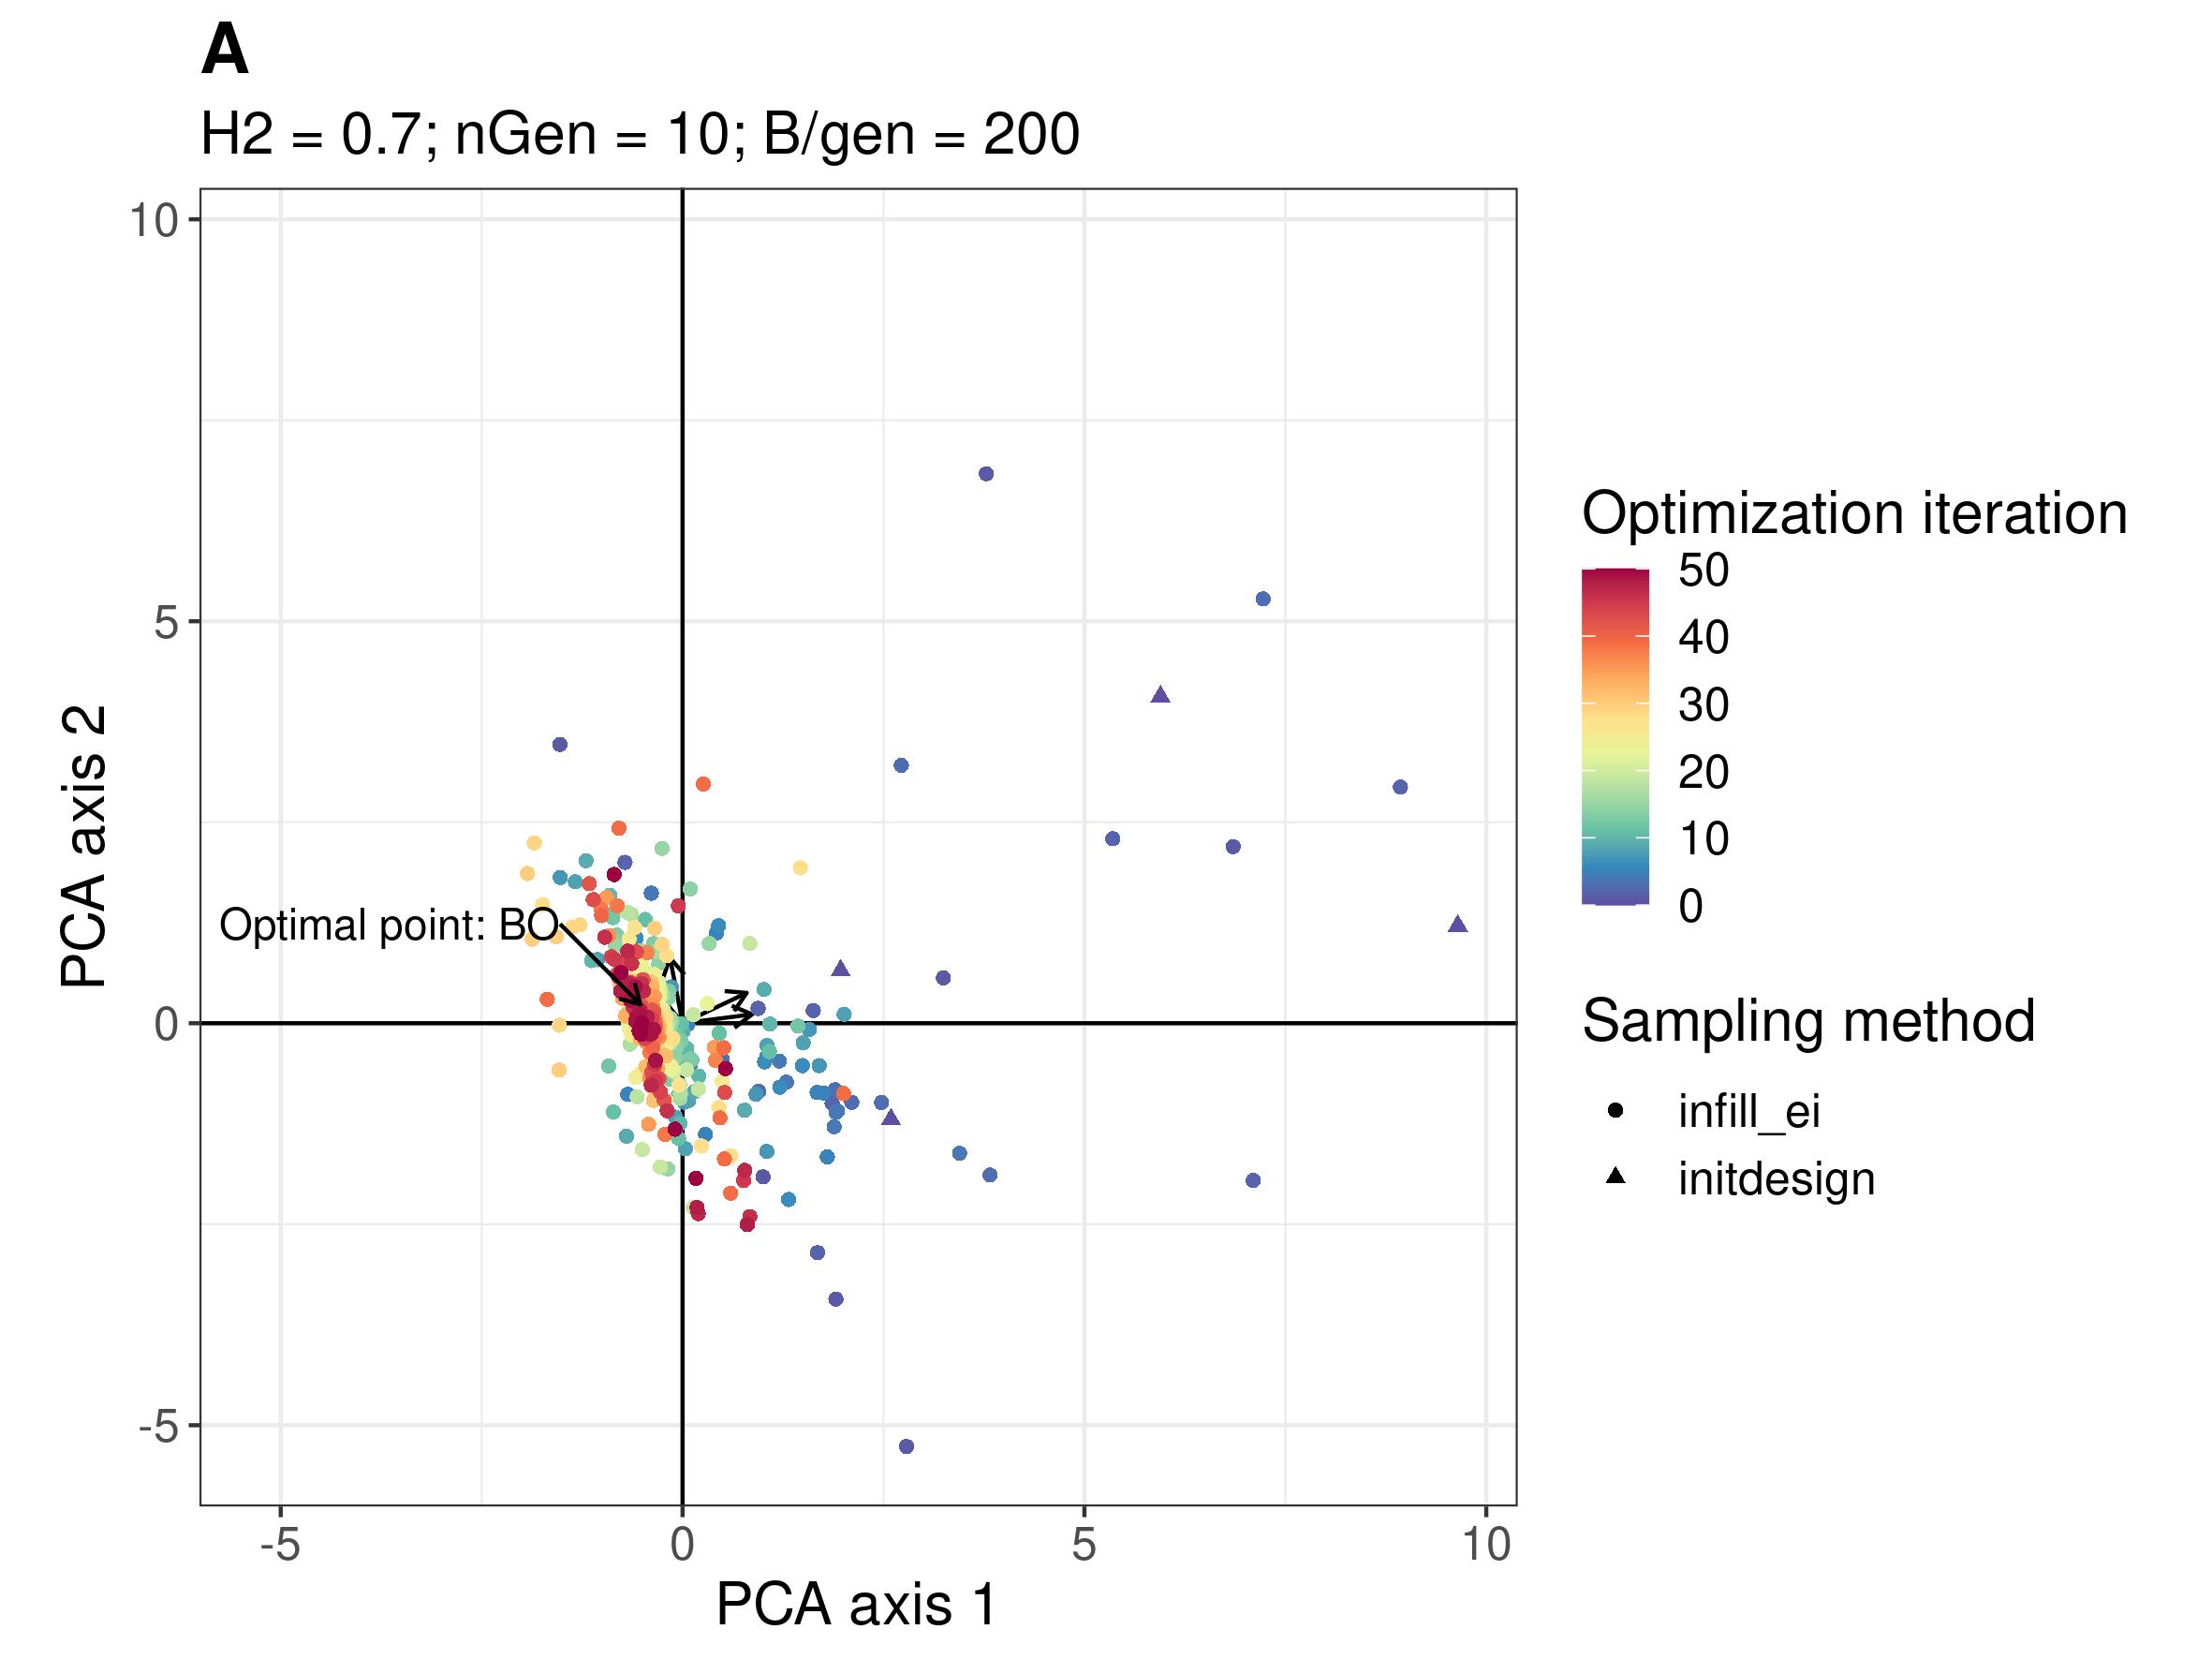 A
H2 = 0.7; nGen = 10; B/gen = 200
10
5
0
-5
PCA axis 2
Optimal point: BO
-5
0
5
10
PCA axis 1
Optimization iteration
50
40
30
20
10
0
Sampling method
infill_ei
initdesign